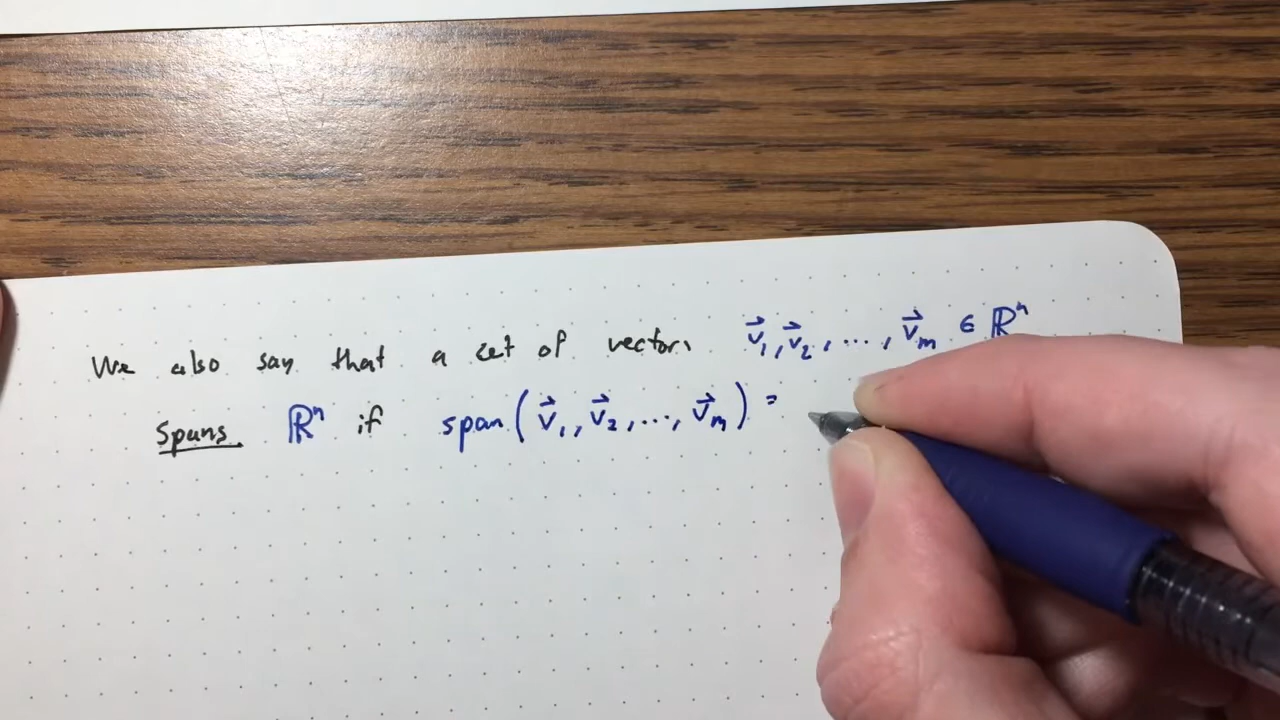 We also say that a set of vectors v⃗₁, v⃗₂, ..., v⃗ₘ ∈ ℝⁿ
spans ℝⁿ if span(v⃗₁, v⃗₂, ..., v⃗ₘ) =